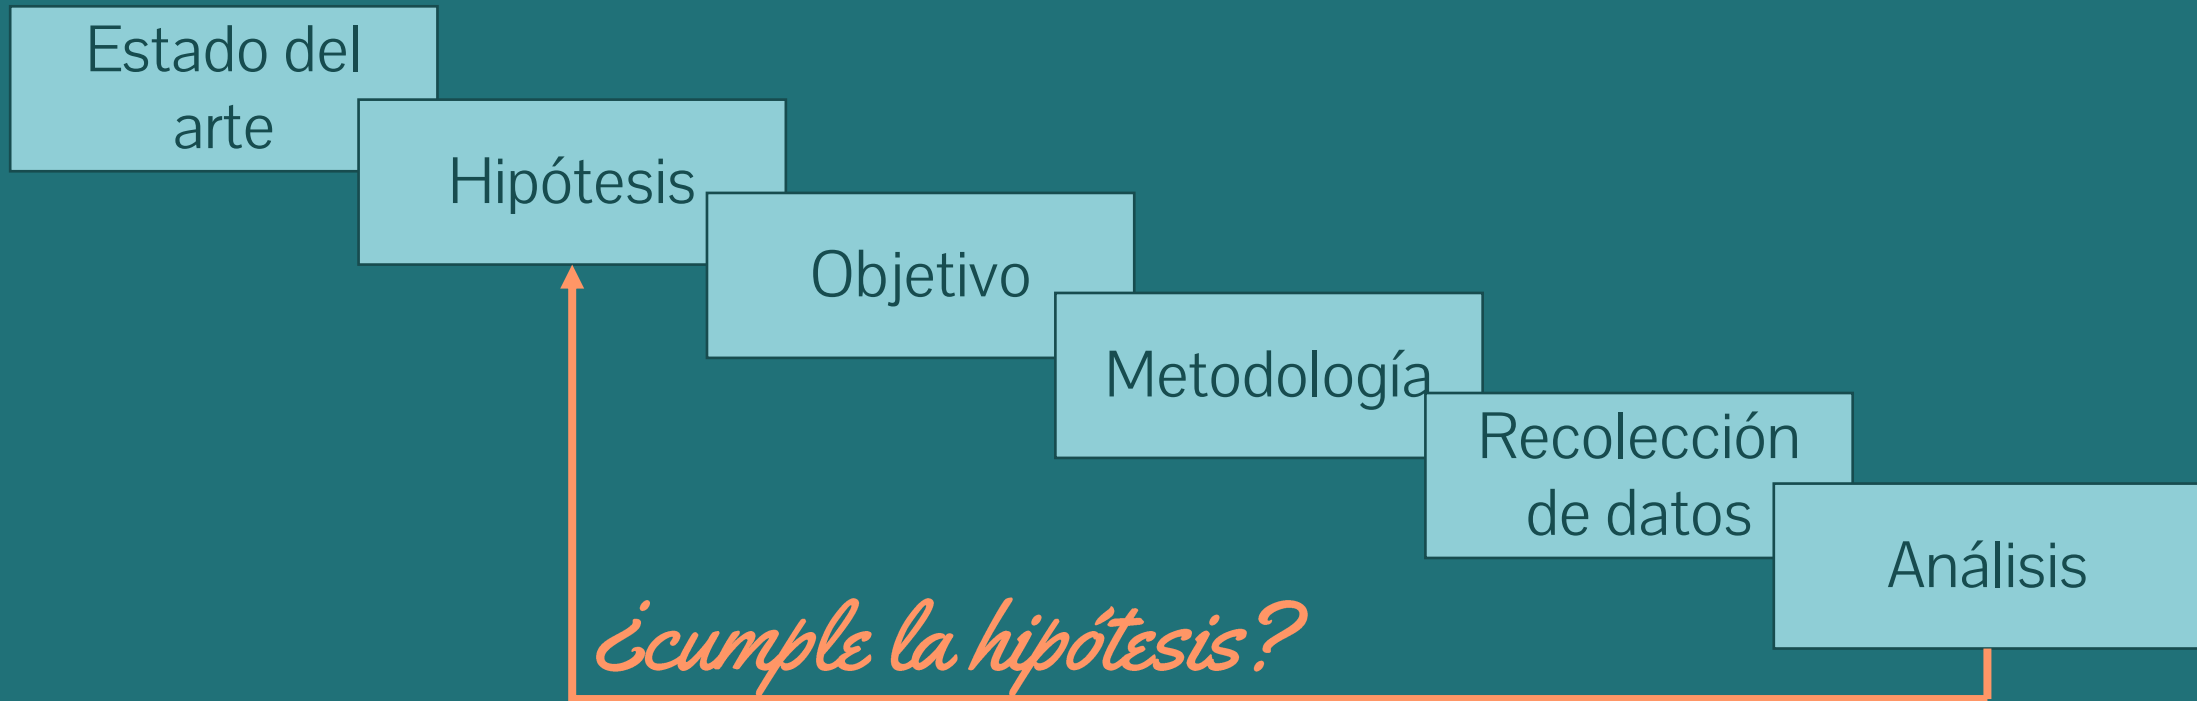 Estado del
arte
Hipótesis
Objetivo
Metodología
Recolección
de datos
Análisis
¿cumple la hipótesis?